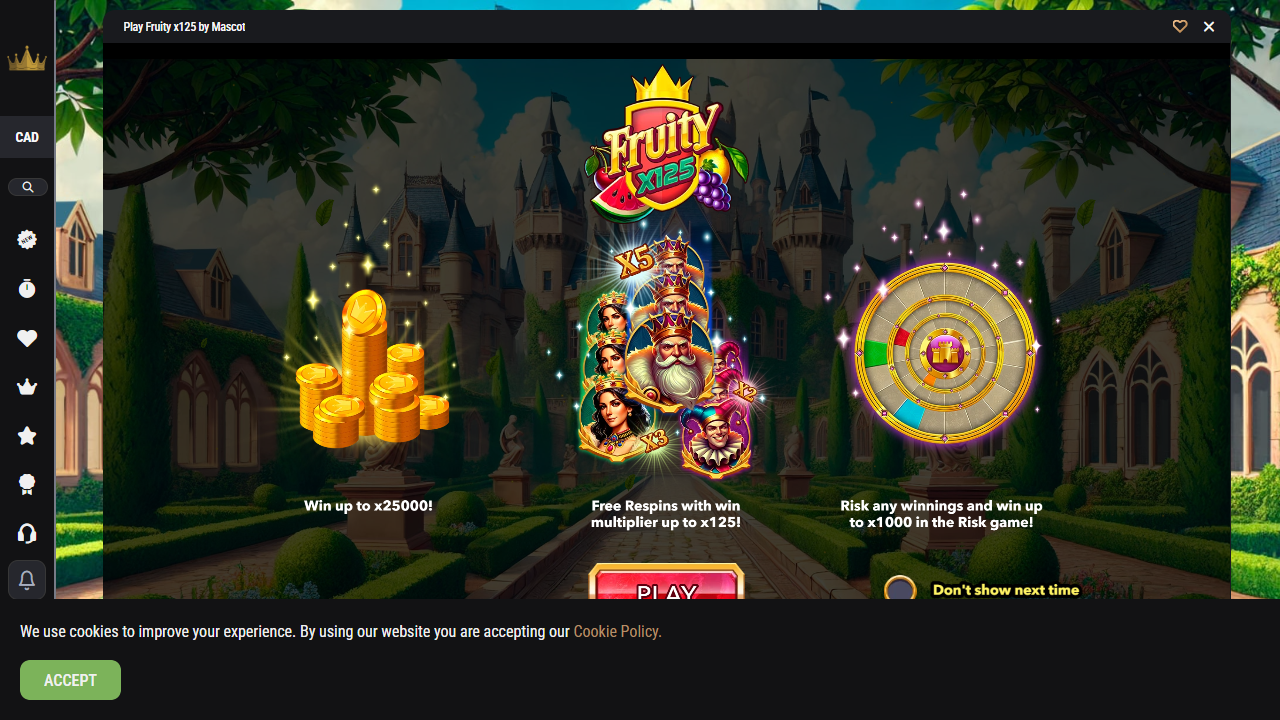 Play Fruity x125 by Mascot
CAD
NEW
Fruity
X125
X5
X3
X2
Win up to x25000!
Free Respins with win
multiplier up to x125!
Risk any winnings and win up
to x1000 in the Risk game!
PLAY
Don't show next time
We use cookies to improve your experience. By using our website you are accepting our Cookie Policy.
ACCEPT